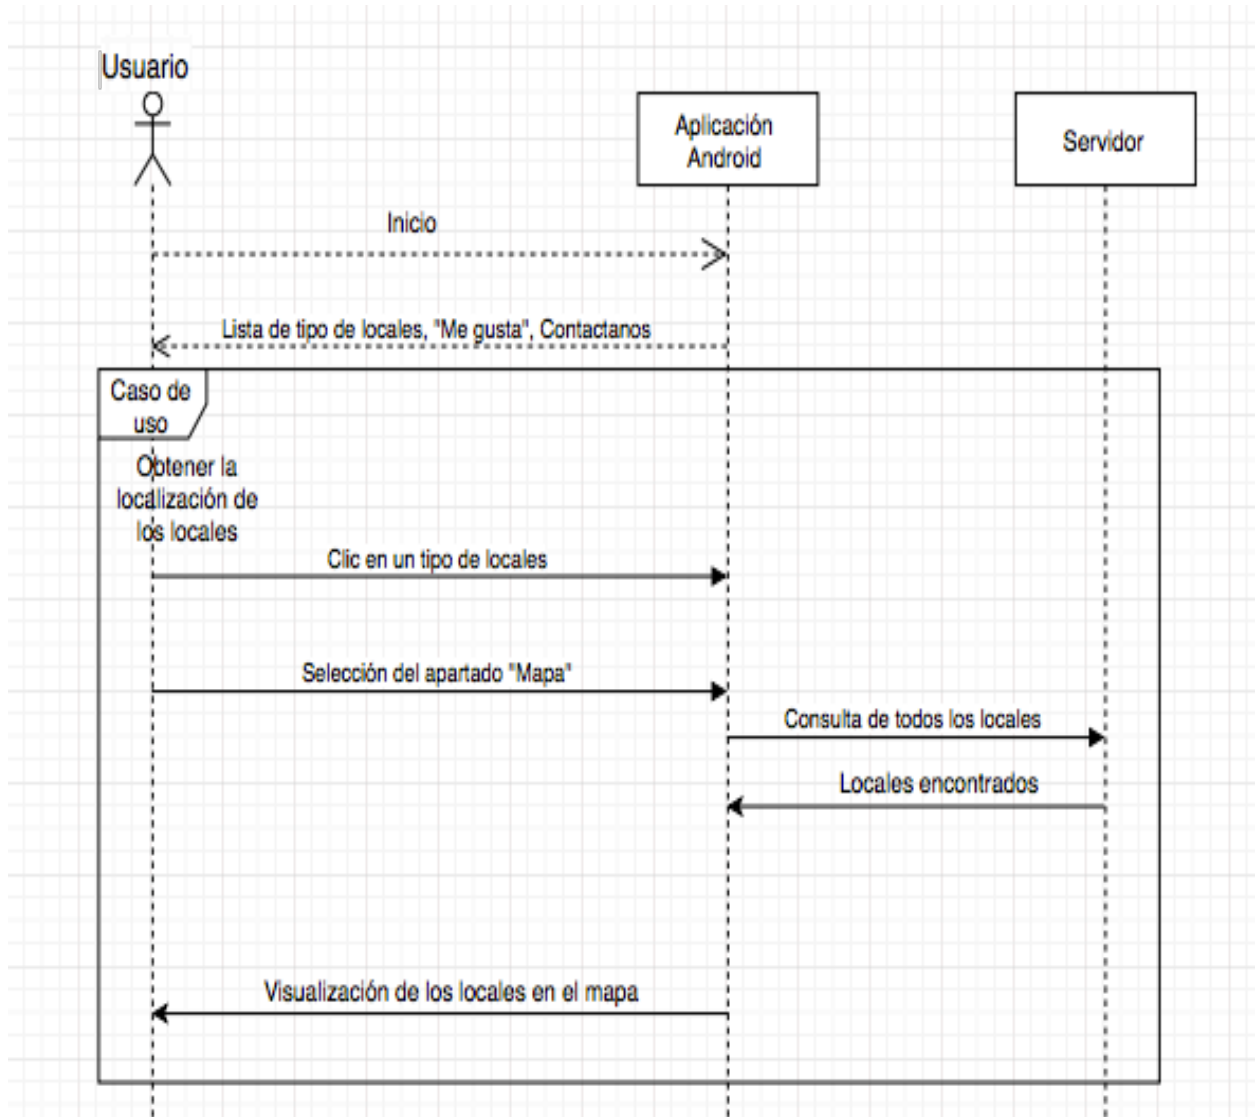 Usuario
Aplicación
Android
Servidor
Inicio
Lista de tipo de locales, "Me gusta", Contactanos
Caso de
uso
Obtener la
localización de
los locales
Clic en un tipo de locales
Selección del apartado "Mapa"
Consulta de todos los locales
Locales encontrados
Visualización de los locales en el mapa